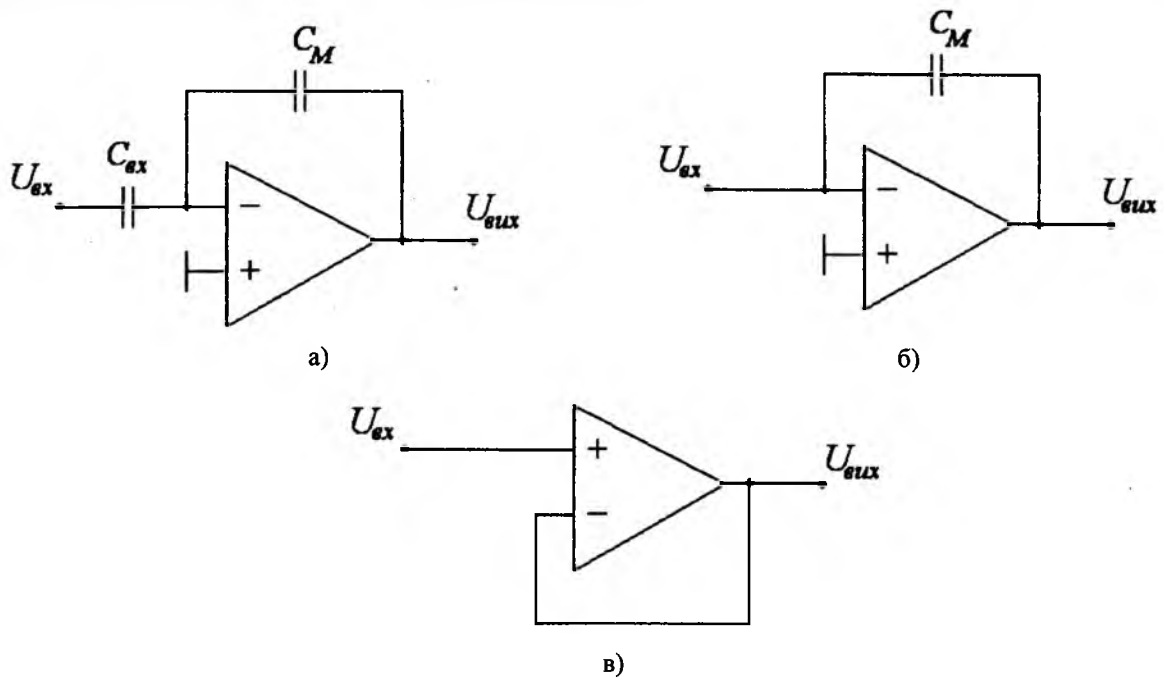 C_M
C_M
C_вх
U_вх
−
+
U_вих
U_вх
−
+
U_вих
а)
б)
U_вх
+
−
U_вих
в)